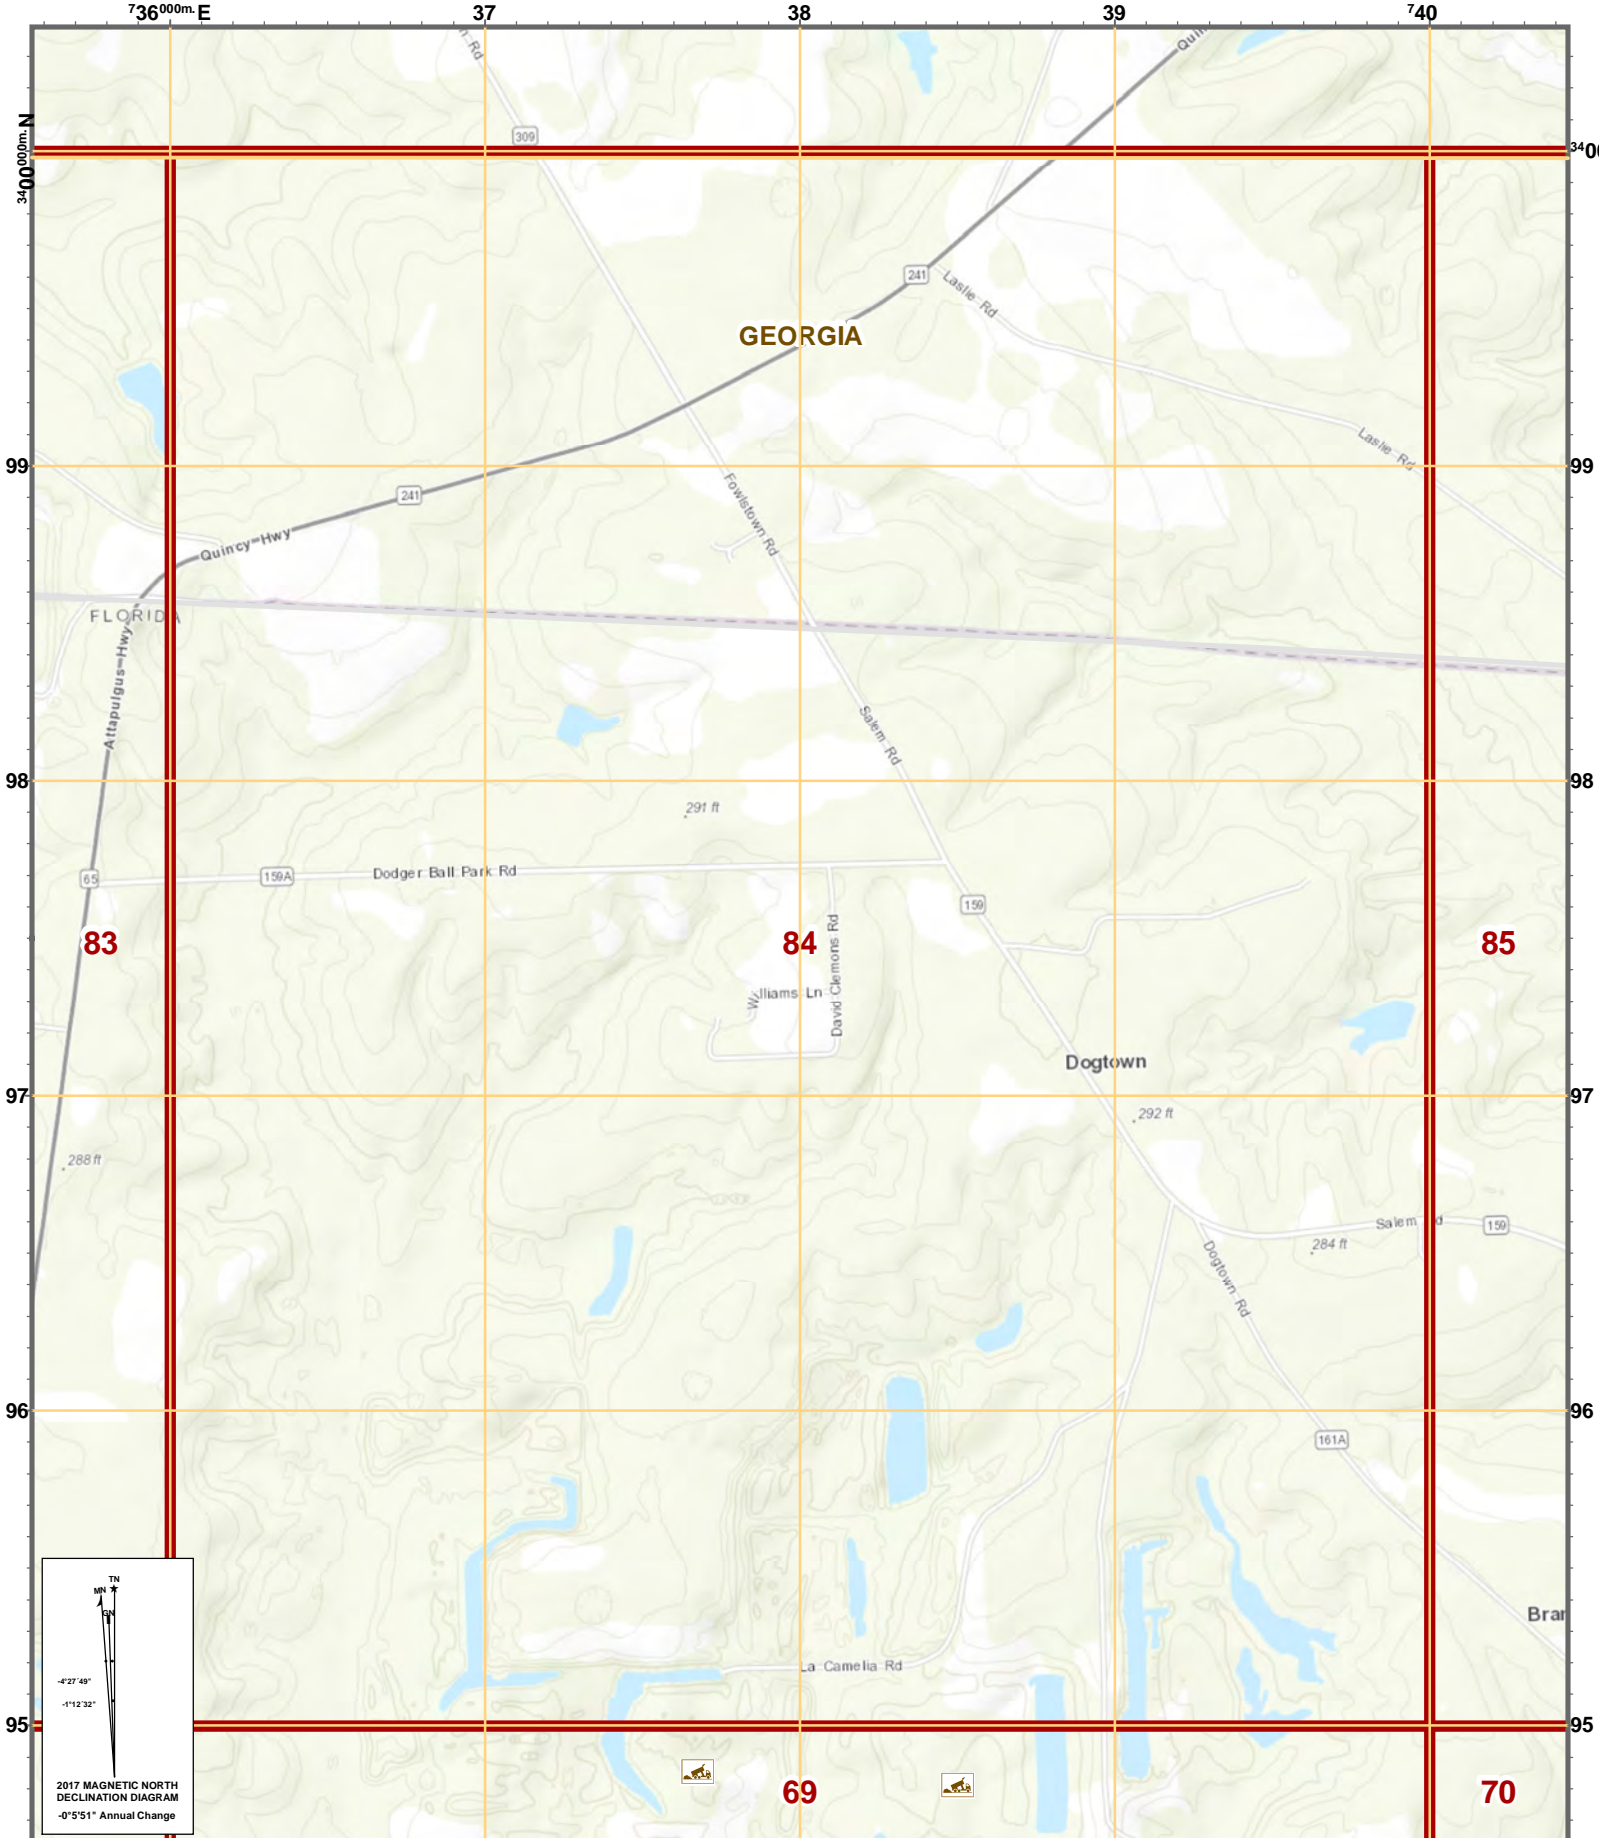 ⁷36⁰⁰⁰ᵐ· E 37 38 39 ⁷40
n Rd
Quin
309
³⁴00⁰⁰⁰ᵐ· N
³⁴00
241
Laslie Rd
GEORGIA
Laslie Rd
99
99
Fowlstown Rd
241
Quincy Hwy
FLORIDA
Attapulgus Hwy
Salem Rd
98
98
291 ft
65
159A
Dodger Ball Park Rd
159
83
84
85
David Clemons Rd
Williams Ln
Dogtown
97
97
292 ft
288 ft
Salem Rd
159
284 ft
Dogtown Rd
96
96
161A
TN
MN
GN
Bran
La Camelia Rd
-4°27'49"
-1°12'32"
95
95
2017 MAGNETIC NORTH
DECLINATION DIAGRAM
-0°5'51" Annual Change
69
70